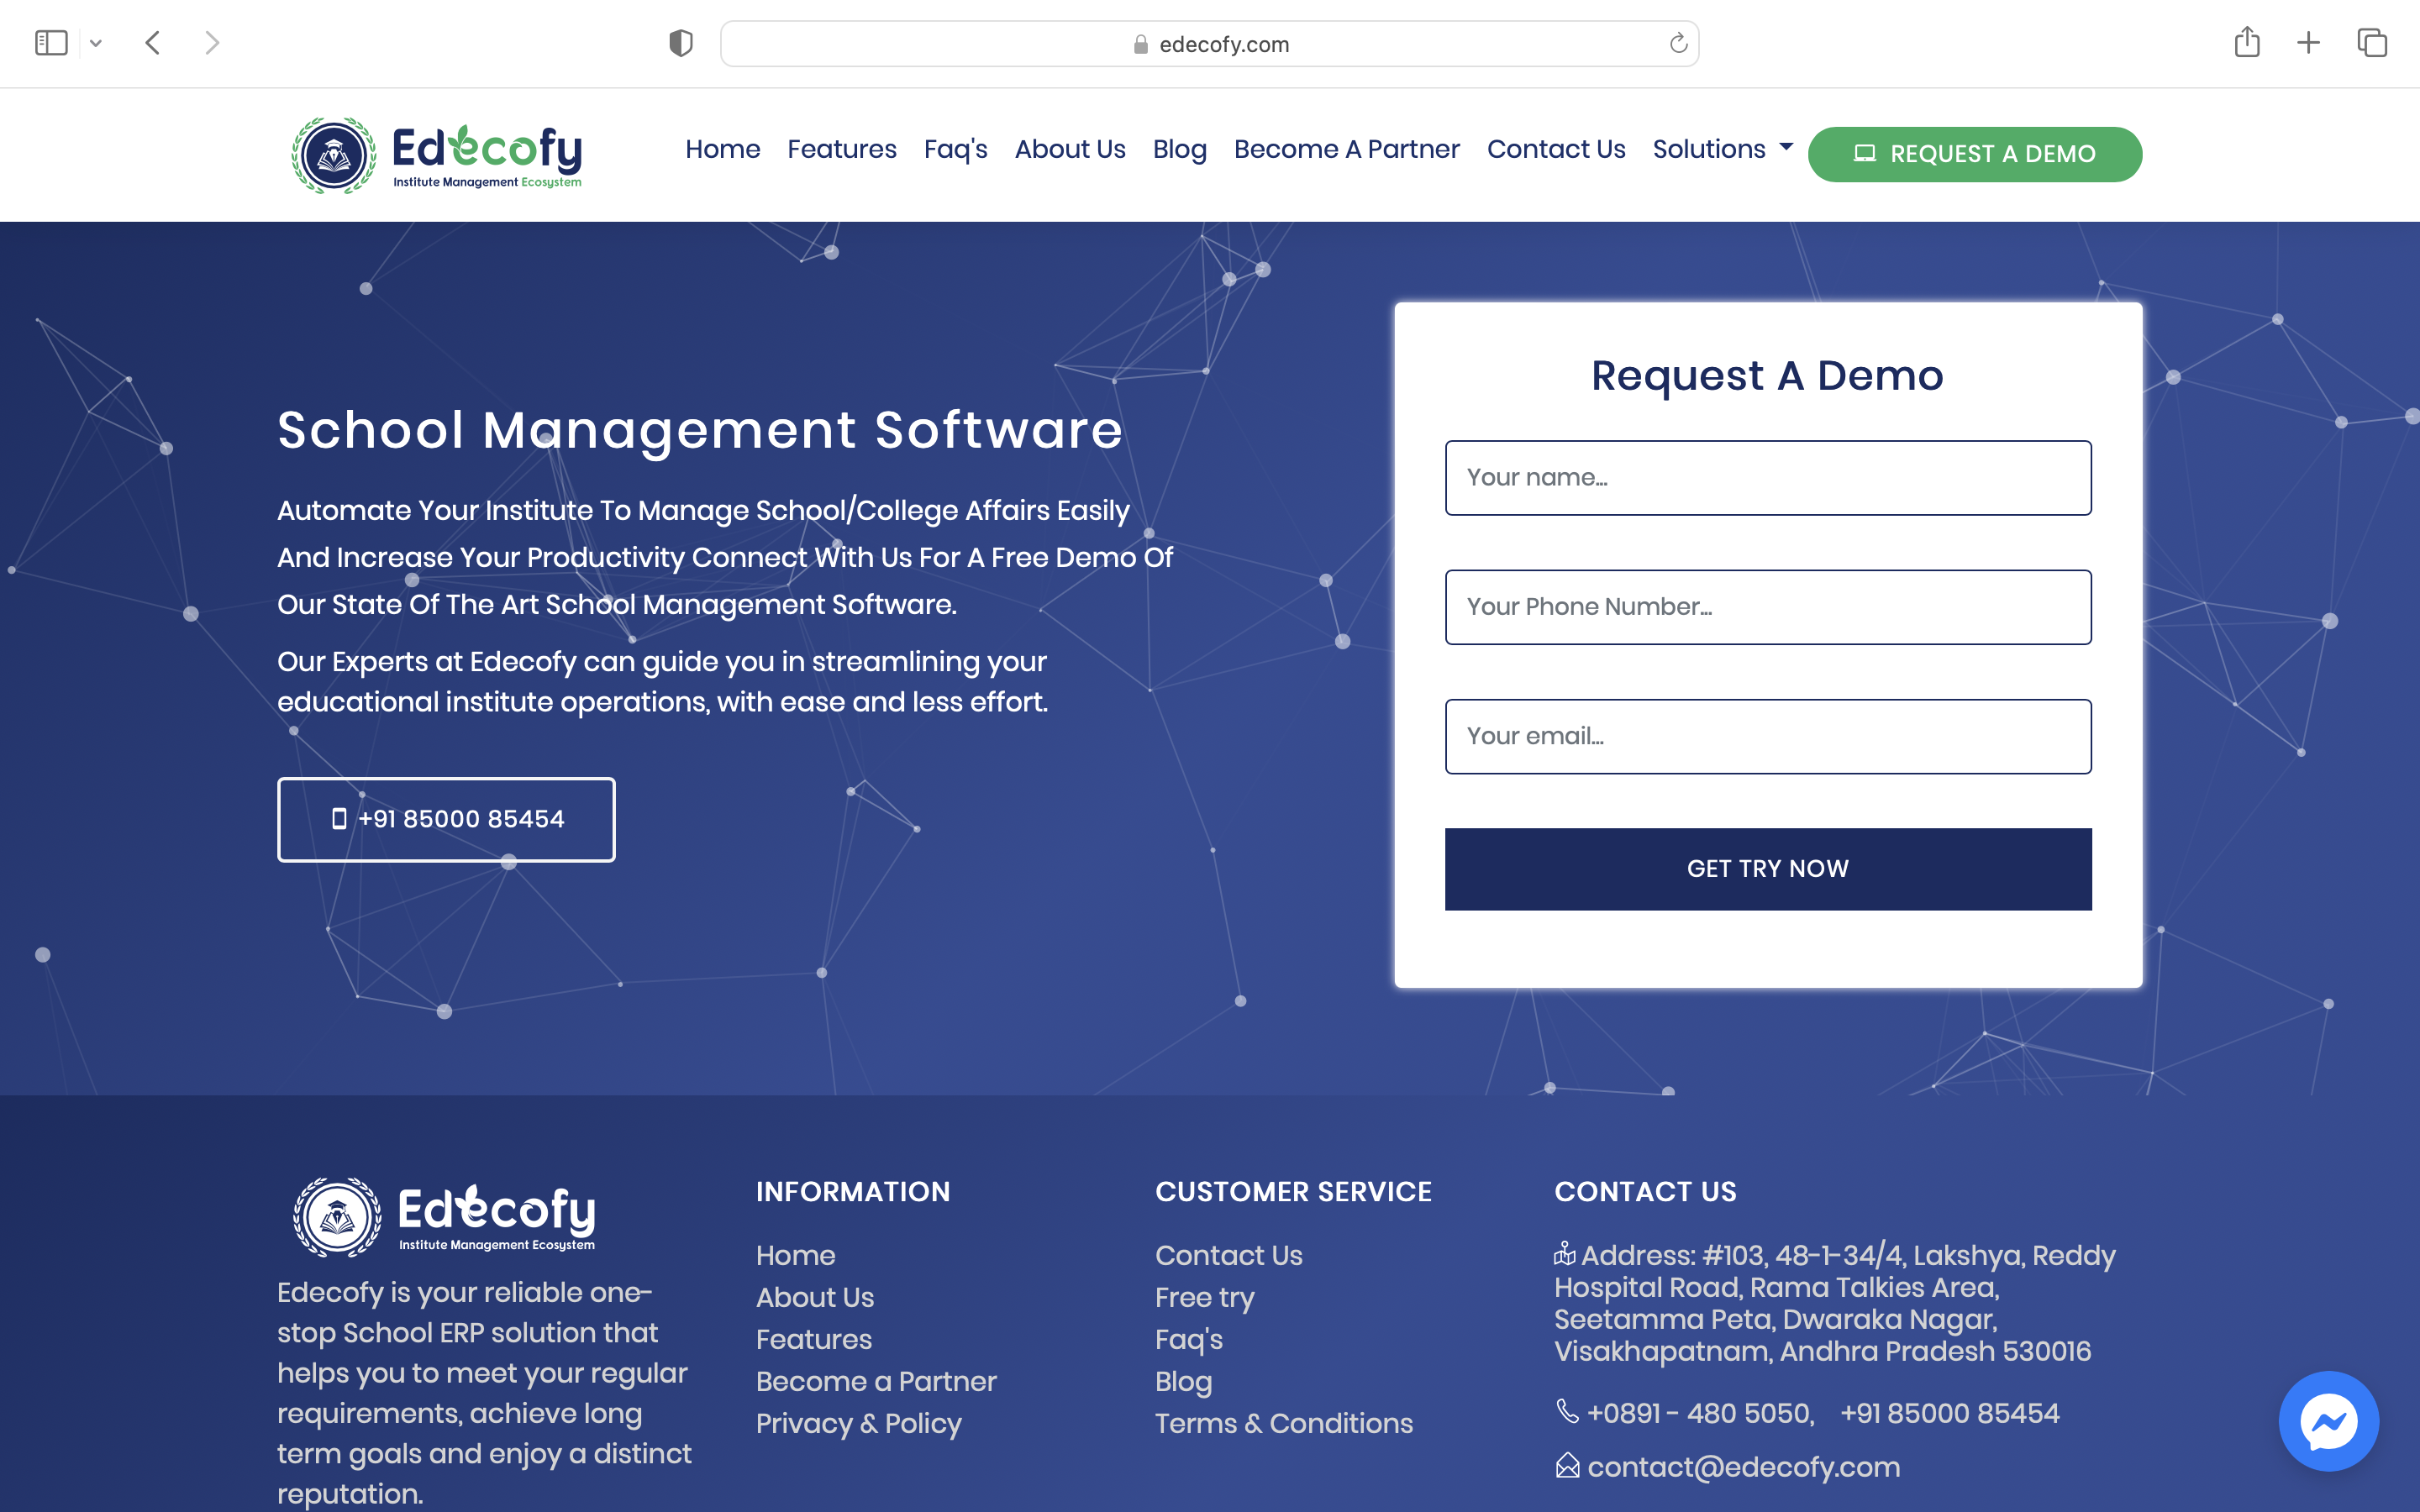 edecofy.com
Edecofy
Institute Management Ecosystem
Home Features Faq's About Us Blog Become A Partner Contact Us Solutions
REQUEST A DEMO
School Management Software
Automate Your Institute To Manage School/College Affairs Easily
And Increase Your Productivity Connect With Us For A Free Demo Of
Our State Of The Art School Management Software.
Our Experts at Edecofy can guide you in streamlining your
educational institute operations, with ease and less effort.
+91 85000 85454
Request A Demo
Your name...
Your Phone Number...
Your email...
GET TRY NOW
Edecofy
Institute Management Ecosystem
Edecofy is your reliable one-
stop School ERP solution that
helps you to meet your regular
requirements, achieve long
term goals and enjoy a distinct
reputation.
INFORMATION
Home
About Us
Features
Become a Partner
Privacy & Policy
CUSTOMER SERVICE
Contact Us
Free try
Faq's
Blog
Terms & Conditions
CONTACT US
Address: #103, 48-1-34/4, Lakshya, Reddy
Hospital Road, Rama Talkies Area,
Seetamma Peta, Dwaraka Nagar,
Visakhapatnam, Andhra Pradesh 530016
+0891 - 480 5050, +91 85000 85454
contact@edecofy.com